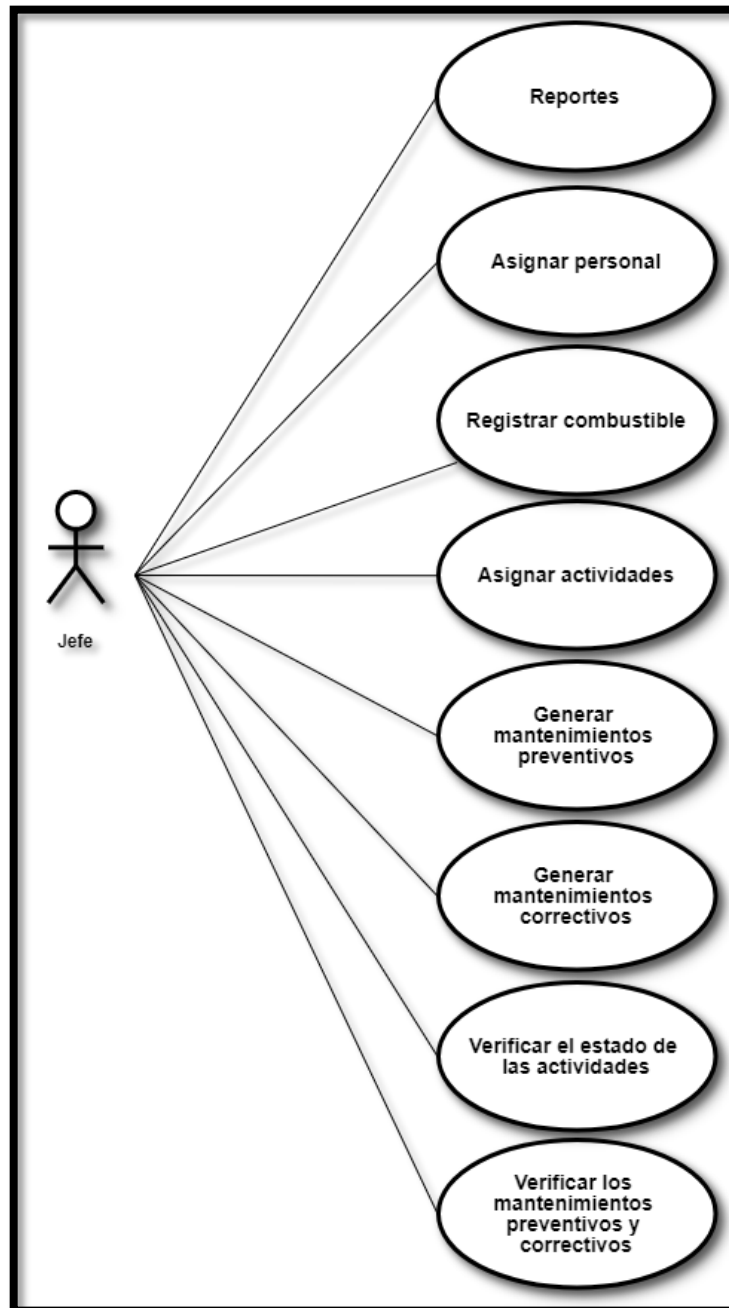 Reportes
Asignar personal
Registrar combustible
Jefe
Asignar actividades
Generar
mantenimientos
preventivos
Generar
mantenimientos
correctivos
Verificar el estado de
las actividades
Verificar los
mantenimientos
preventivos y
correctivos